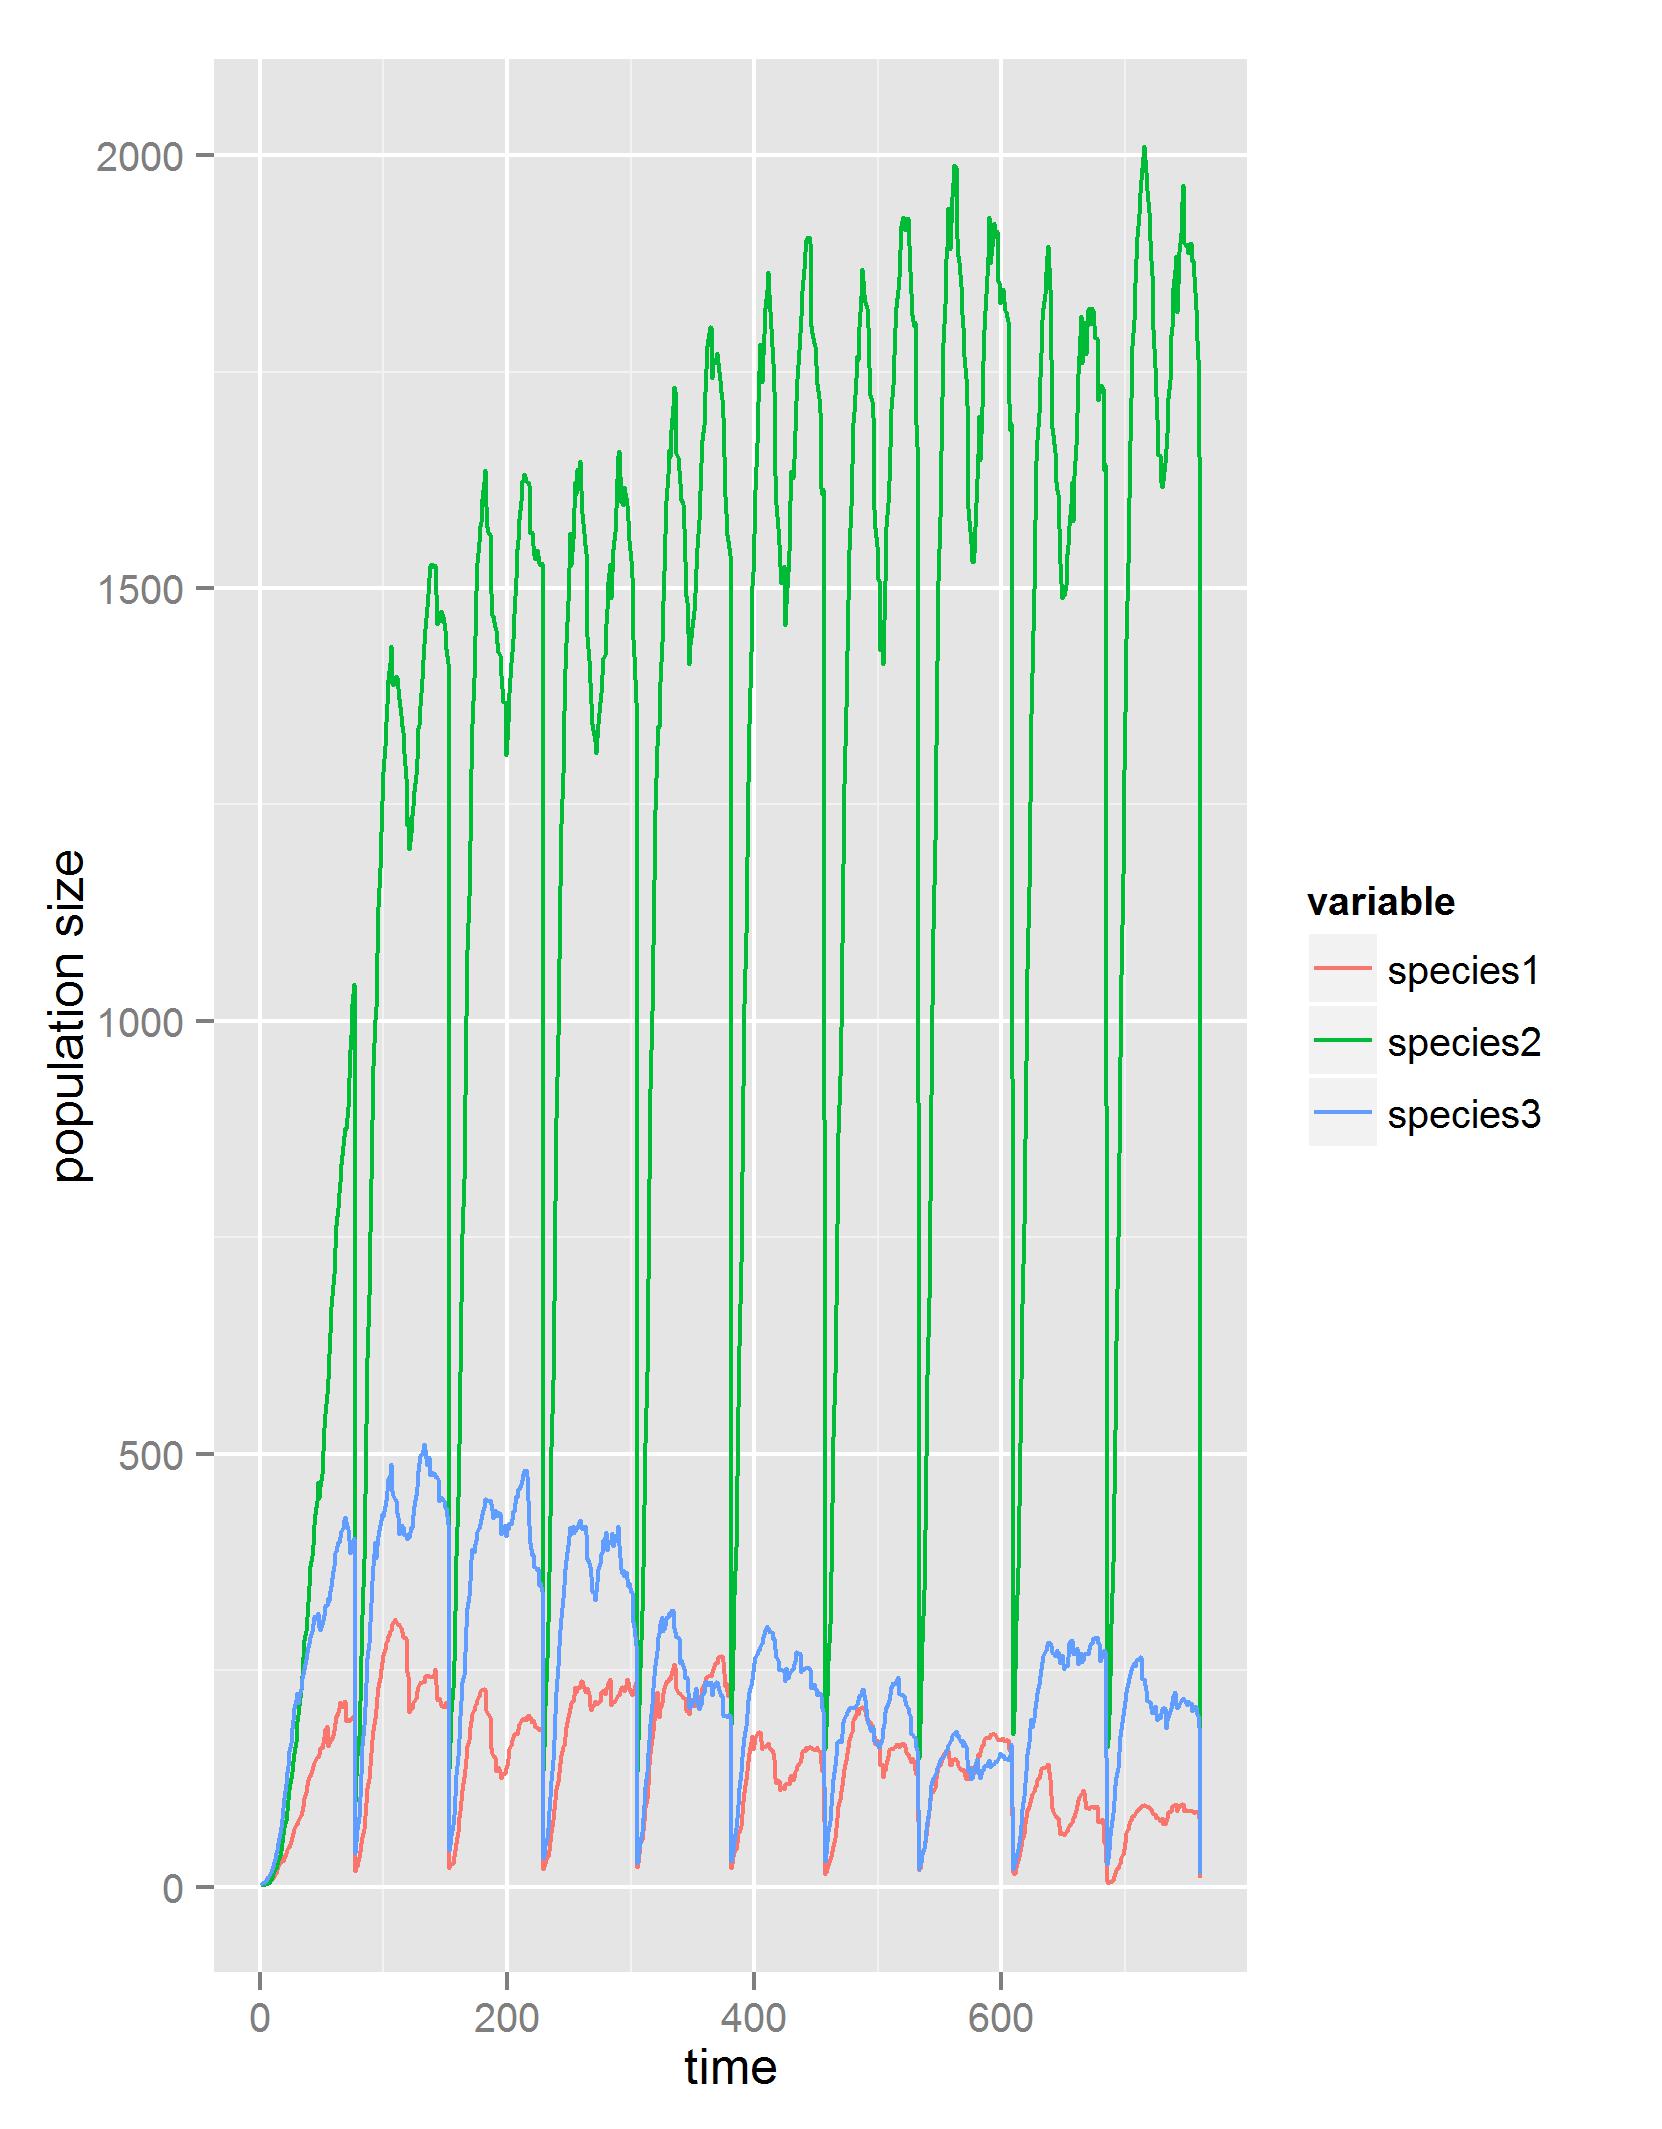 2000
1500
1000
500
0
population size
0 200 400 600
time
variable
species1
species2
species3